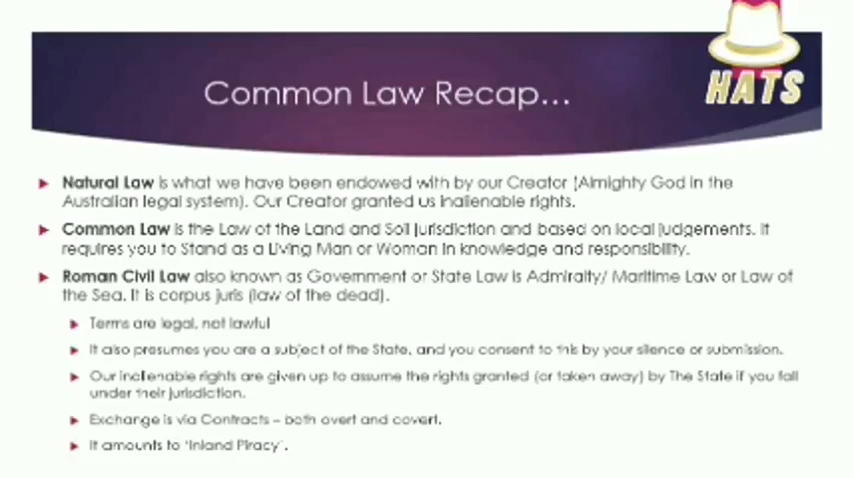 HATS
Common Law Recap...
Natural Law is what we have been endowed with by our Creator (Almighty God in the
Australian legal system). Our Creator granted us inalienable rights.
Common Law is the Law of the Land and Soil jurisdiction and based on local judgements. It
requires you to Stand as a Living Man or Woman in knowledge and responsibility.
Roman Civil Law also known as Government or State Law is Admiralty/ Maritime Law or Law of
the Sea. It is corpus juris (law of the dead).
Terms are legal, not lawful
It also presumes you are a subject of the State, and you consent to this by your silence or submission.
Our inalienable rights are given up to assume the rights granted (or taken away) by The State if you fall
under their jurisdiction.
Exchange is via Contracts – both overt and covert.
It amounts to 'Inland Piracy'.